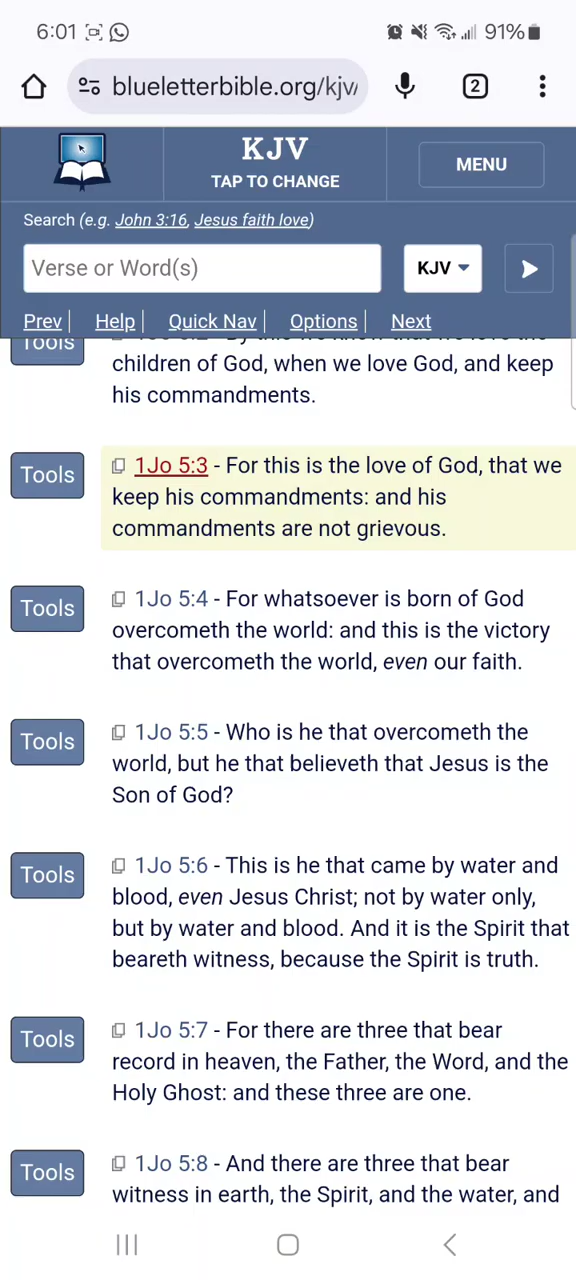 6:01 91%
blueletterbible.org/kjv/ 2
KJV
TAP TO CHANGE
MENU
Search (e.g. John 3:16, Jesus faith love)
Verse or Word(s) KJV
Prev | Help | Quick Nav | Options | Next
Tools
children of God, when we love God, and keep
his commandments.
Tools 1Jo 5:3 - For this is the love of God, that we
keep his commandments: and his
commandments are not grievous.
Tools 1Jo 5:4 - For whatsoever is born of God
overcometh the world: and this is the victory
that overcometh the world, even our faith.
Tools 1Jo 5:5 - Who is he that overcometh the
world, but he that believeth that Jesus is the
Son of God?
Tools 1Jo 5:6 - This is he that came by water and
blood, even Jesus Christ; not by water only,
but by water and blood. And it is the Spirit that
beareth witness, because the Spirit is truth.
Tools 1Jo 5:7 - For there are three that bear
record in heaven, the Father, the Word, and the
Holy Ghost: and these three are one.
Tools 1Jo 5:8 - And there are three that bear
witness in earth, the Spirit, and the water, and